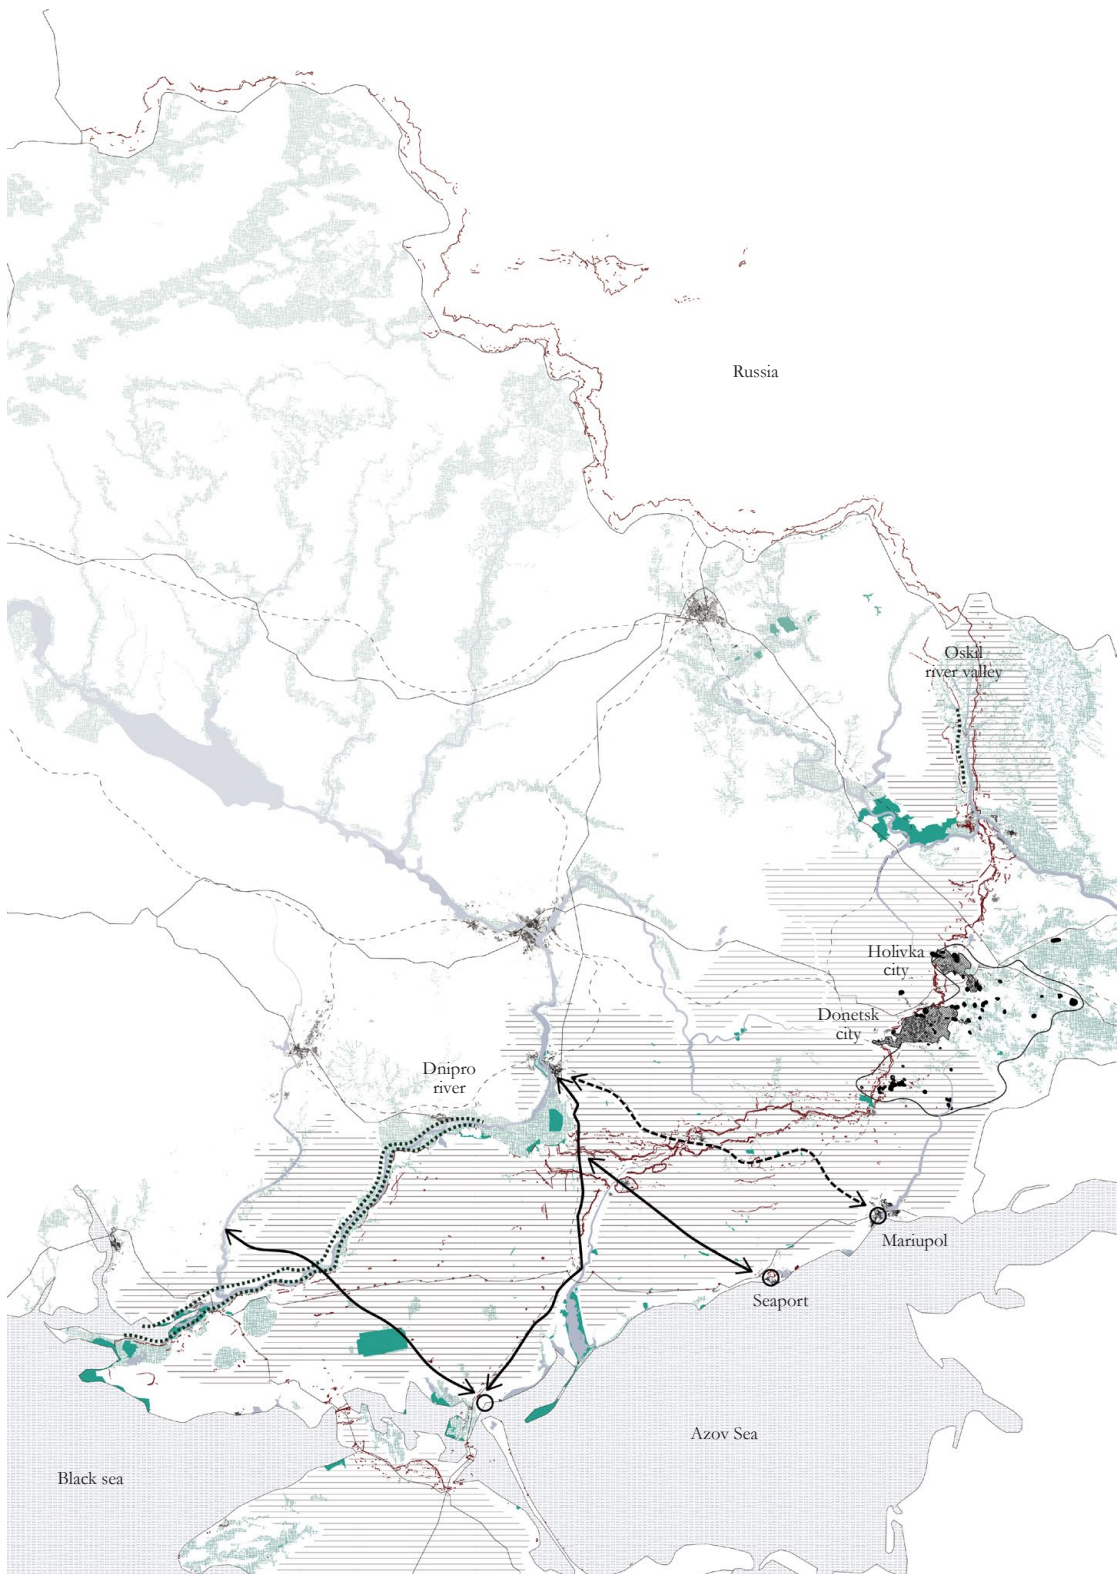 Russia
Oskil
river valley
Holivka
city
Donetsk
city
Dnipro
river
Mariupol
Seaport
Azov Sea
Black sea